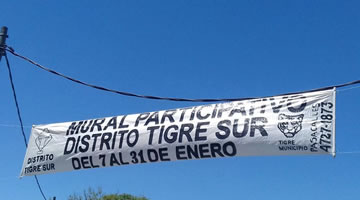 MURAL PARTICIPATIVO
DISTRITO TIGRE SUR
DEL 7 AL 31 DE ENERO
DISTRITO
TIGRE SUR
TIGRE
MUNICIPIO
PASACALLES
4727-1873